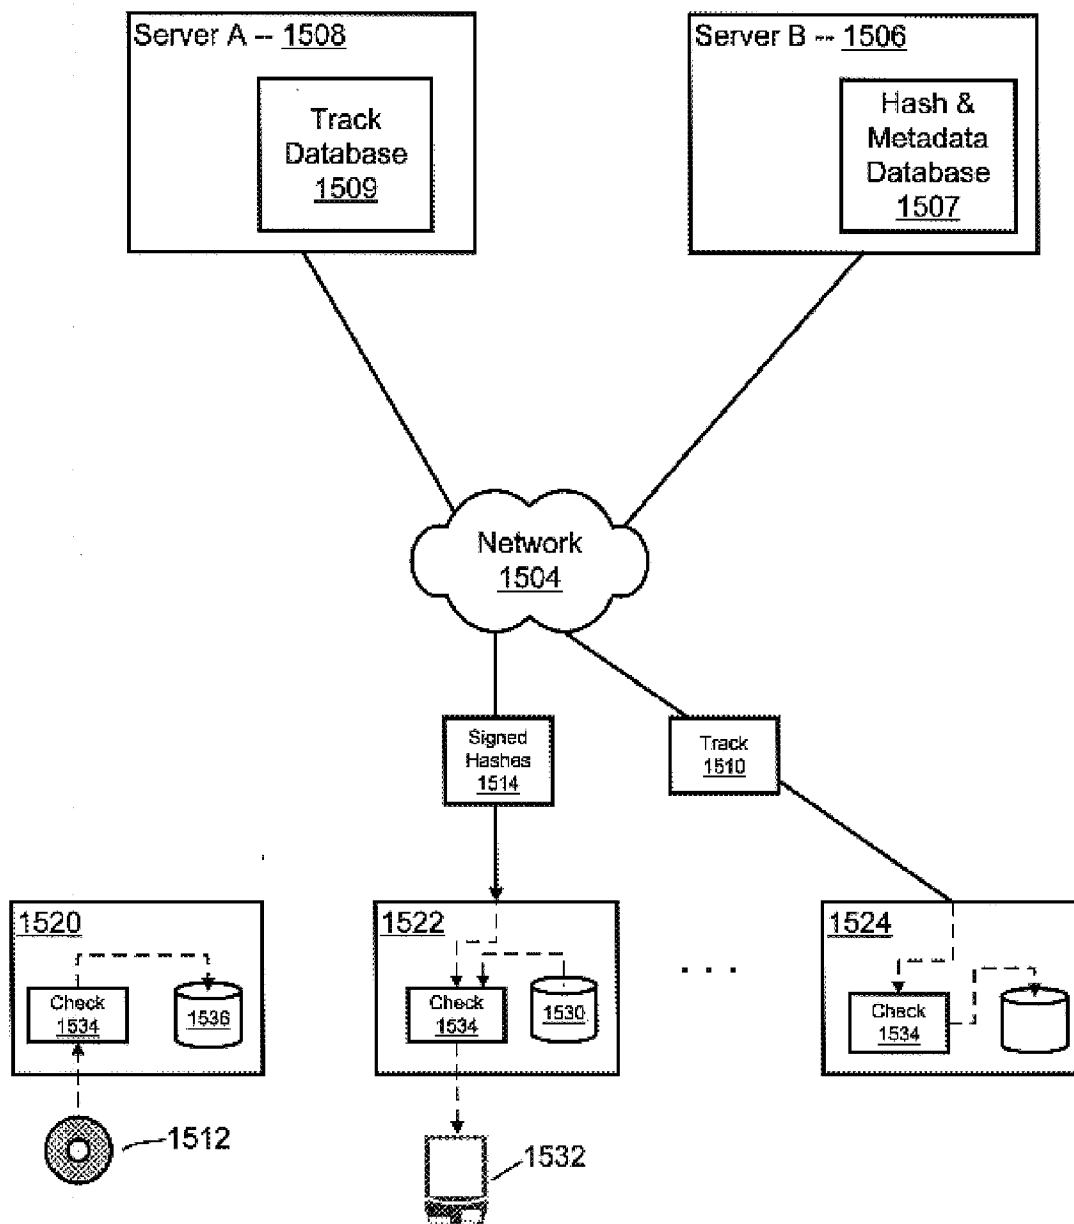 Server A -- 1508
Track
Database
1509
Server B -- 1506
Hash &
Metadata
Database
1507
Network
1504
Signed
Hashes
1514
Track
1510
1520
Check
1534
1536
1512
1522
Check
1534
1530
1532
. . .
1524
Check
1534